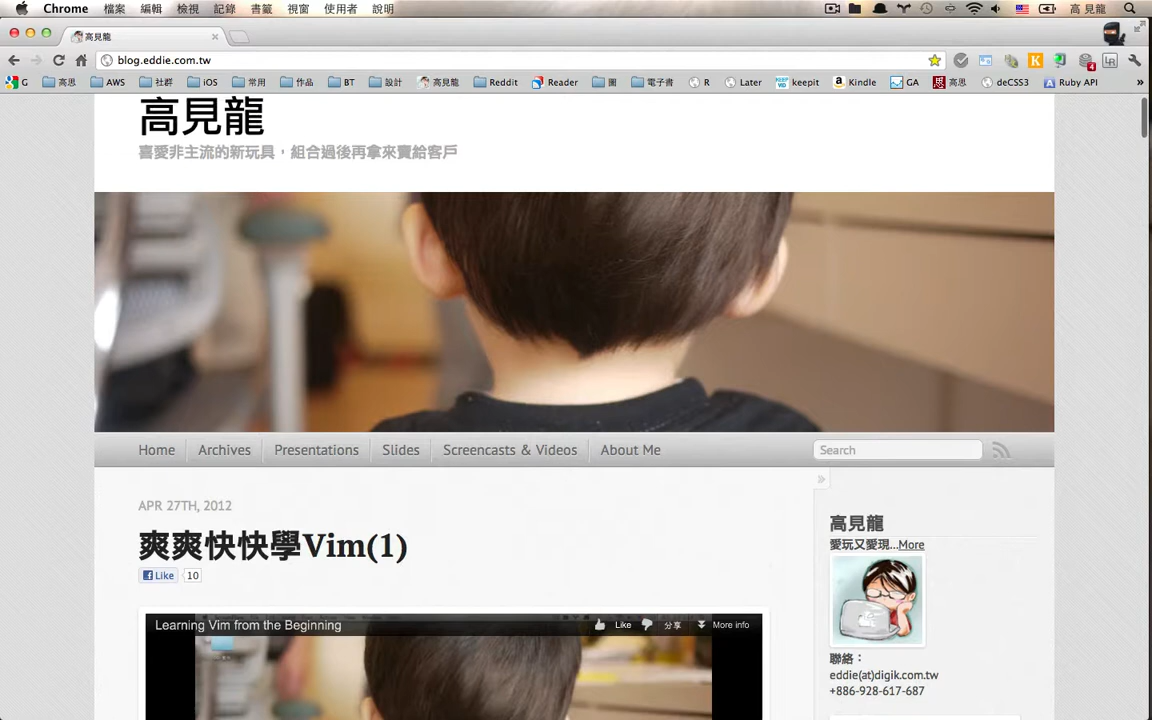 Chrome 檔案 編輯 檢視 記錄 書籤 視窗 使用者 說明 高見龍
高見龍
blog.eddie.com.tw
G 高思 AWS 社群 iOS 常用 作品 BT 設計 高見龍 Reddit Reader 圖 電子書 R Later keepit Kindle GA 高思 deCSS3 Ruby API »
高見龍
喜愛非主流的新玩具，組合過後再拿來賣給客戶
Home Archives Presentations Slides Screencasts & Videos About Me Search
»
APR 27TH, 2012
爽爽快快學Vim(1)
Like 10
Learning Vim from the Beginning Like 分享 More info
高見龍
愛玩又愛現...More
聯絡：
eddie(at)digik.com.tw
+886-928-617-687